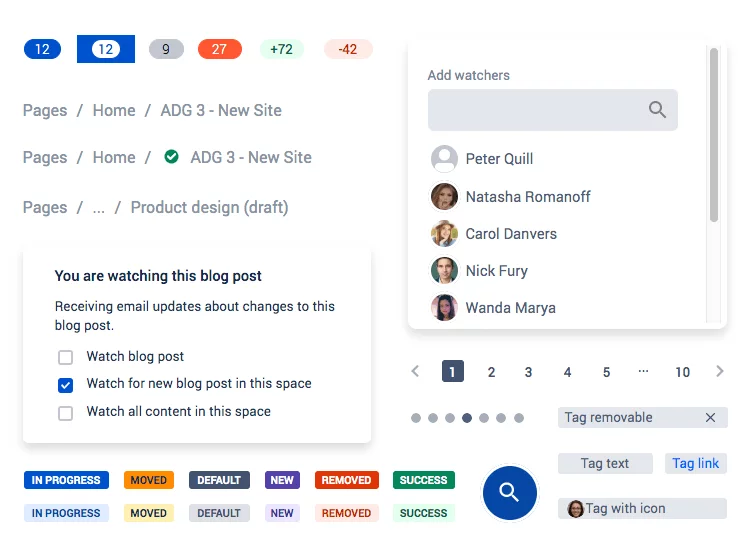 12 12 9 27 +72 -42
Pages / Home / ADG 3 - New Site
Pages / Home / ADG 3 - New Site
Pages / ... / Product design (draft)
You are watching this blog post
Receiving email updates about changes to this
blog post.
Watch blog post
Watch for new blog post in this space
Watch all content in this space
IN PROGRESS MOVED DEFAULT NEW REMOVED SUCCESS
IN PROGRESS MOVED DEFAULT NEW REMOVED SUCCESS
Add watchers
Peter Quill
Natasha Romanoff
Carol Danvers
Nick Fury
Wanda Marya
1 2 3 4 5 ... 10
Tag removable
Tag text Tag link
Tag with icon